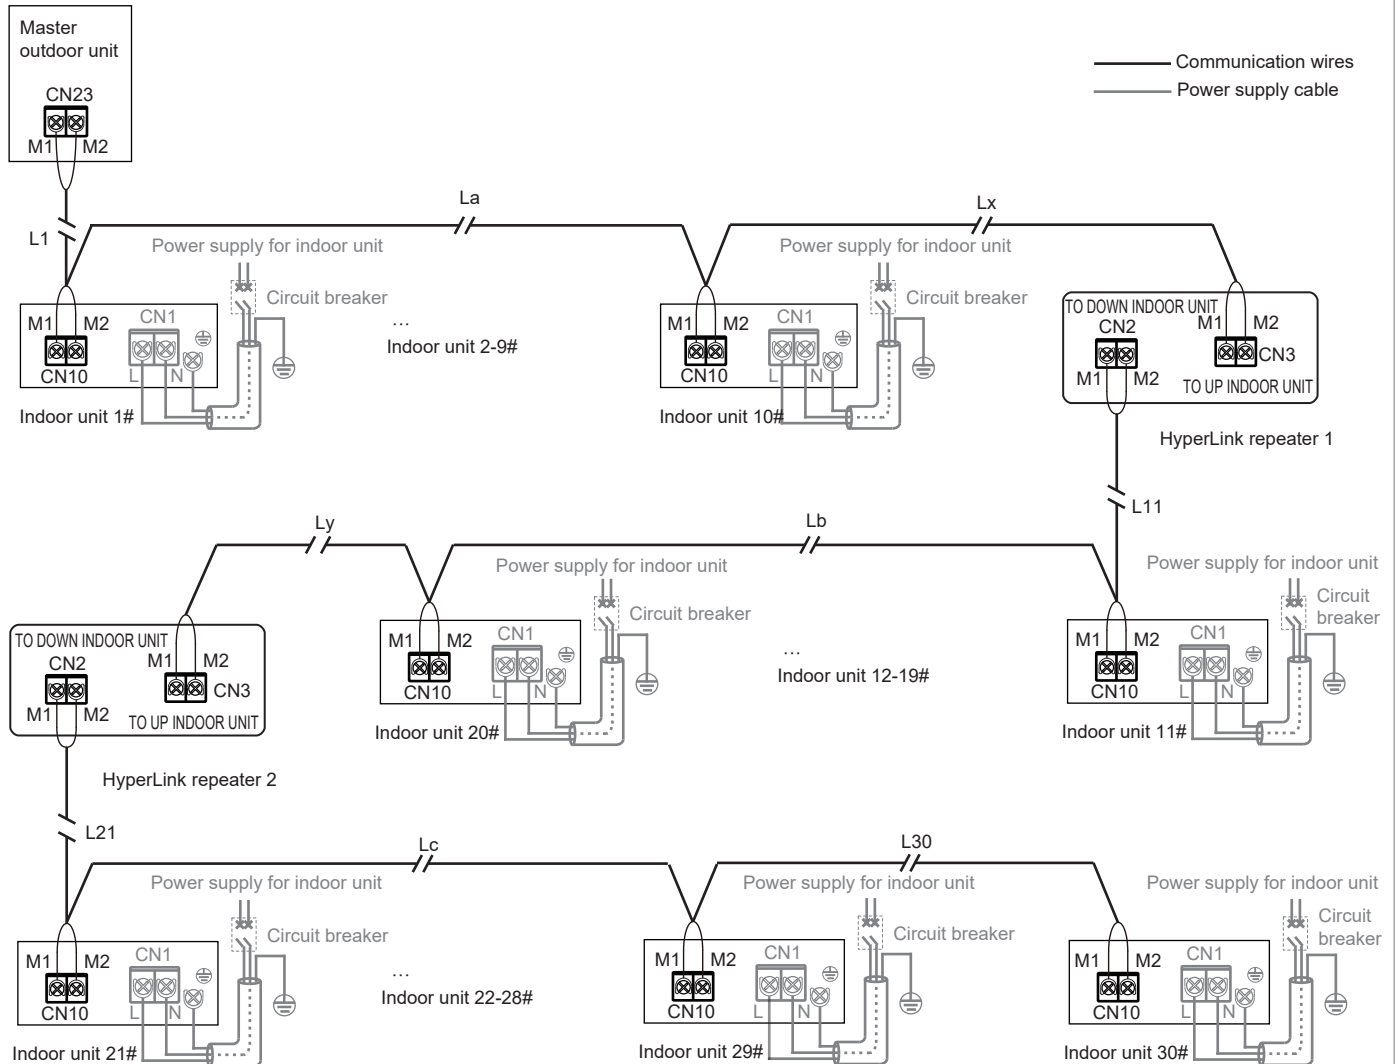 Master
outdoor unit
CN23
M1 M2
Communication wires
Power supply cable
L1
La
Lx
Power supply for indoor unit
Circuit breaker
M1 M2
CN1
CN10
L N
Indoor unit 1#
...
Indoor unit 2-9#
Power supply for indoor unit
Circuit breaker
M1 M2
CN1
CN10
L N
Indoor unit 10#
TO DOWN INDOOR UNIT
CN2
M1 M2
M1 M2
CN3
TO UP INDOOR UNIT
HyperLink repeater 1
L11
Ly
Lb
TO DOWN INDOOR UNIT
CN2
M1 M2
M1 M2
CN3
TO UP INDOOR UNIT
HyperLink repeater 2
Power supply for indoor unit
Circuit breaker
M1 M2
CN1
CN10
L N
Indoor unit 20#
...
Indoor unit 12-19#
Power supply for indoor unit
Circuit
breaker
M1 M2
CN1
CN10
L N
Indoor unit 11#
L21
Lc
L30
Power supply for indoor unit
Circuit breaker
M1 M2
CN1
CN10
L N
Indoor unit 21#
...
Indoor unit 22-28#
Power supply for indoor unit
Circuit breaker
M1 M2
CN1
CN10
L N
Indoor unit 29#
Power supply for indoor unit
Circuit
breaker
M1 M2
CN1
CN10
L N
Indoor unit 30#